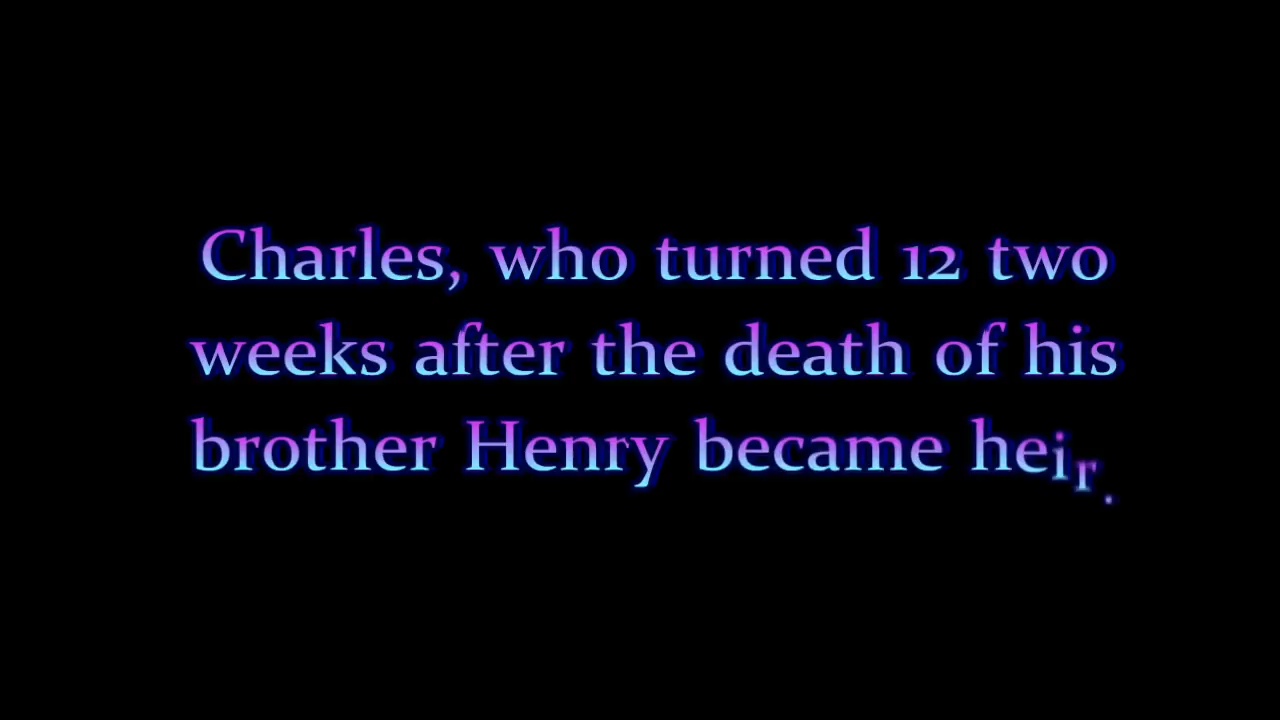 Charles, who turned 12 two
weeks after the death of his
brother Henry became heir.